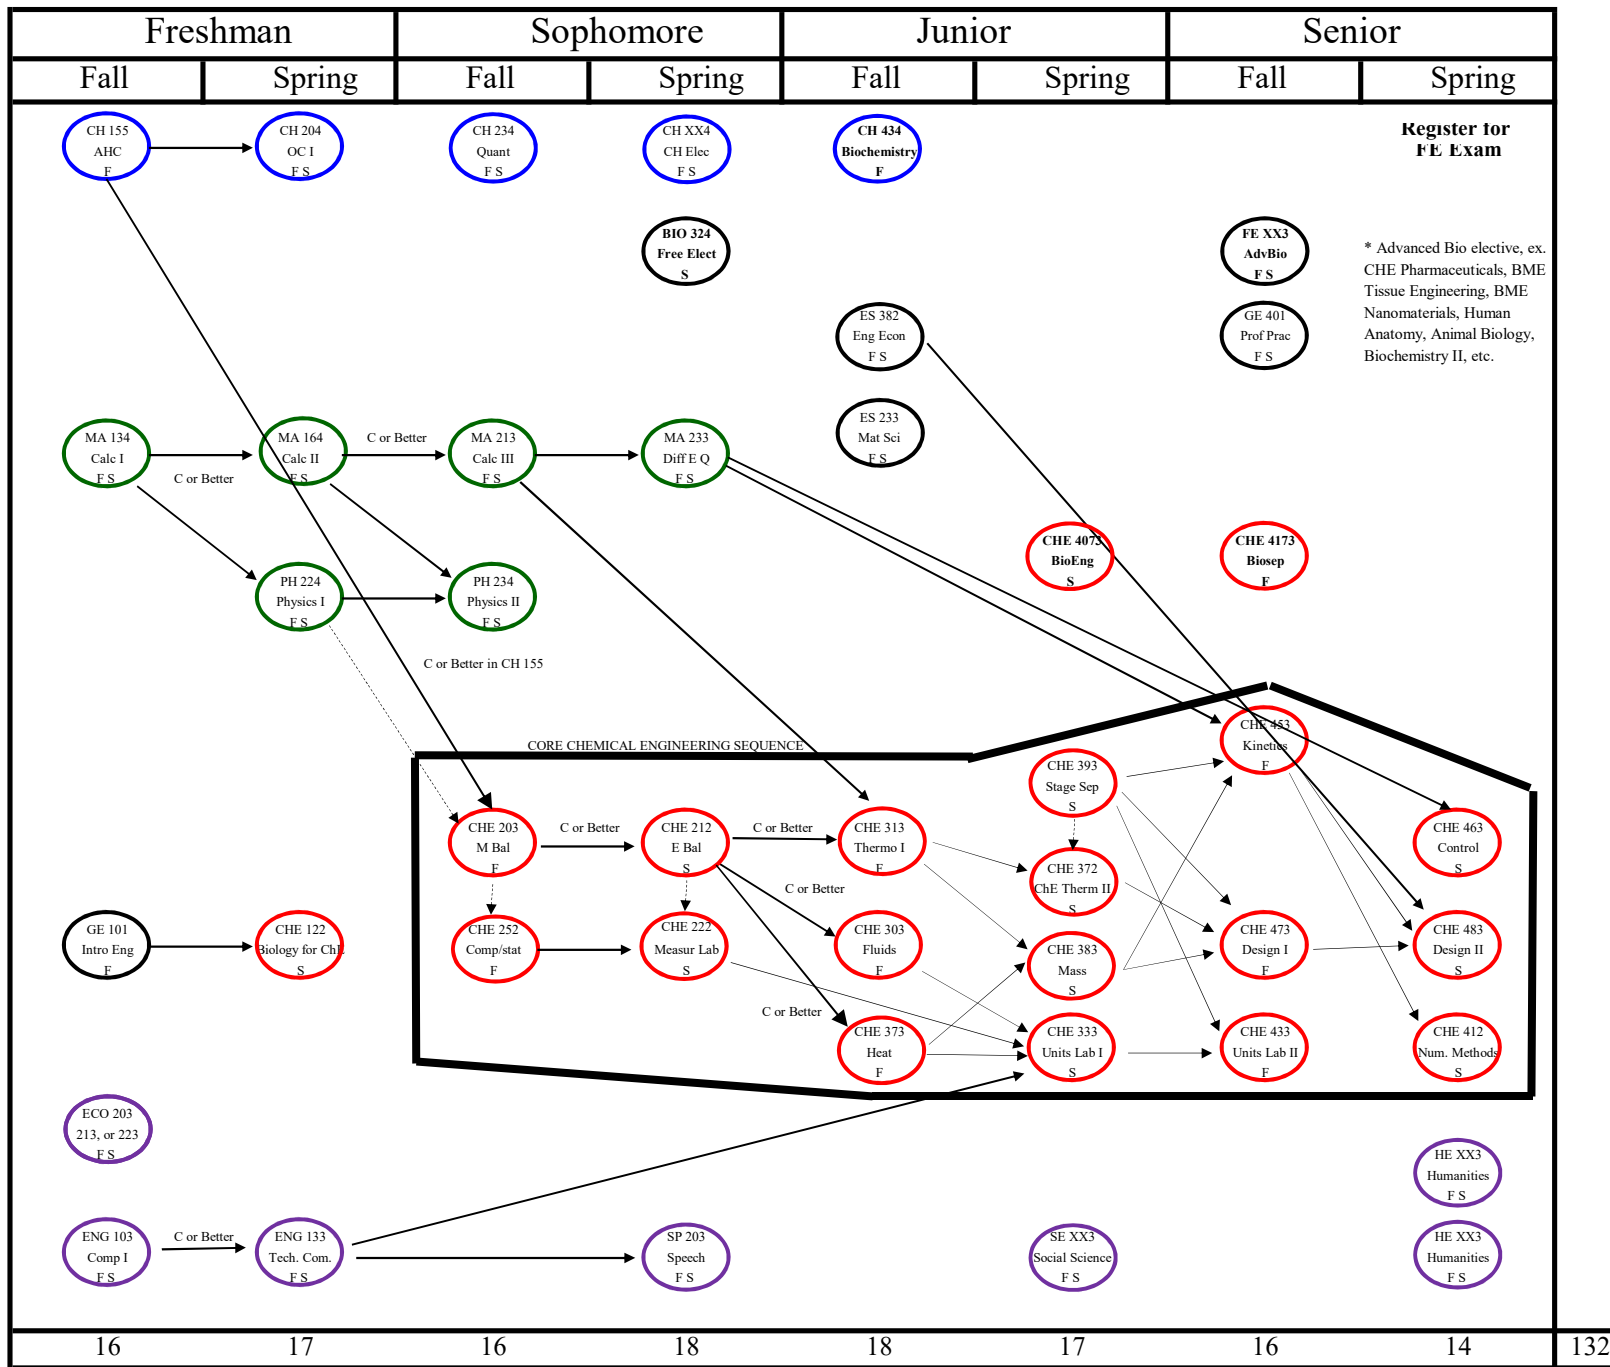 Freshman
Sophomore
Junior
Senior
Fall
Spring
Fall
Spring
Fall
Spring
Fall
Spring
CH 155
AHC
F
CH 204
OC I
F S
CH 234
Quant
F S
CH XX4
CH Elec
F S
CH 434
Biochemistry
F
Register for
FE Exam
BIO 324
Free Elect
S
FE XX3
AdvBio
F S
* Advanced Bio elective, ex.
CHE Pharmaceuticals, BME
Tissue Engineering, BME
Nanomaterials, Human
Anatomy, Animal Biology,
Biochemistry II, etc.
ES 382
Eng Econ
F S
GE 401
Prof Prac
F S
MA 134
Calc I
F S
C or Better
MA 164
Calc II
F S
C or Better
MA 213
Calc III
F S
MA 233
Diff E Q
F S
ES 233
Mat Sci
F S
PH 224
Physics I
F S
PH 234
Physics II
F S
CHE 4073
BioEng
S
CHE 4173
Biosep
F
C or Better in CH 155
CORE CHEMICAL ENGINEERING SEQUENCE
CHE 453
Kinetics
F
CHE 393
Stage Sep
S
CHE 203
M Bal
F
C or Better
CHE 212
E Bal
S
C or Better
CHE 313
Thermo I
F
CHE 463
Control
S
CHE 372
ChE Therm II
S
C or Better
GE 101
Intro Eng
F
CHE 122
Biology for ChE
S
CHE 252
Comp/stat
F
CHE 222
Measur Lab
S
CHE 303
Fluids
F
CHE 383
Mass
S
CHE 473
Design I
F
CHE 483
Design II
S
C or Better
CHE 373
Heat
F
CHE 333
Units Lab I
S
CHE 433
Units Lab II
F
CHE 412
Num. Methods
S
ECO 203
213, or 223
F S
HE XX3
Humanities
F S
ENG 103
Comp I
F S
C or Better
ENG 133
Tech. Com.
F S
SP 203
Speech
F S
SE XX3
Social Science
F S
HE XX3
Humanities
F S
16
17
16
18
18
17
16
14
132